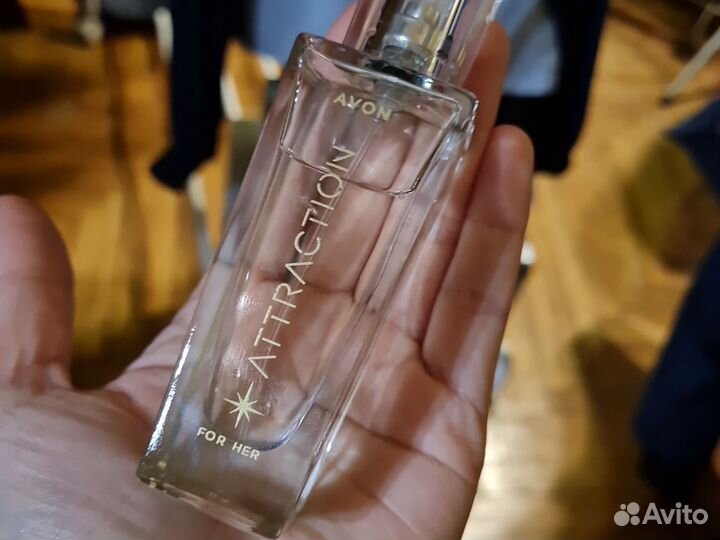 AVON
ATTRACTION
FOR HER
Avito